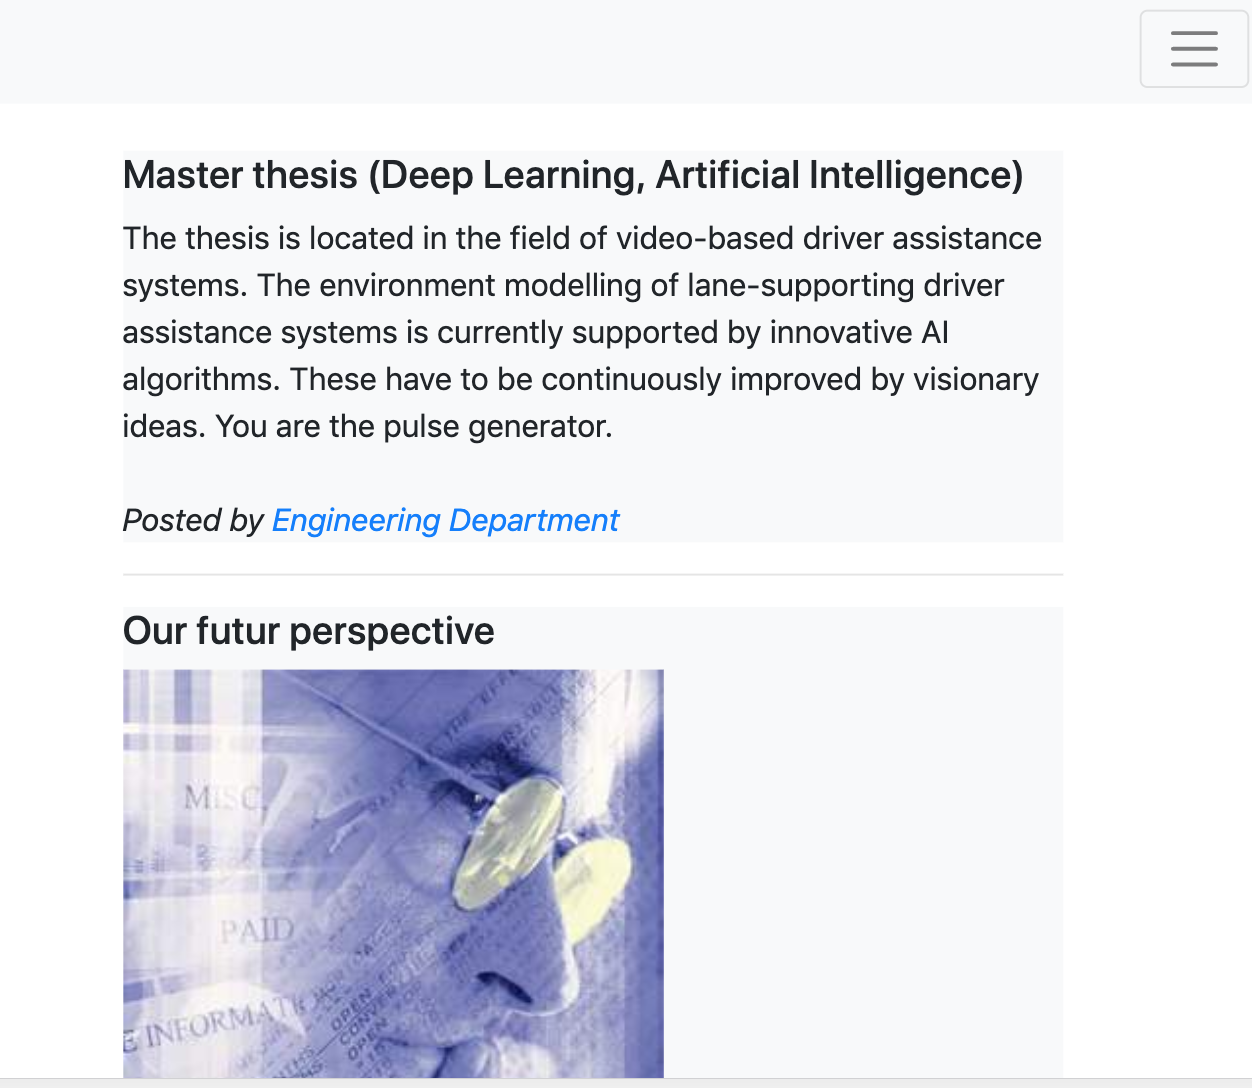 Master thesis (Deep Learning, Artificial Intelligence)
The thesis is located in the field of video-based driver assistance
systems. The environment modelling of lane-supporting driver
assistance systems is currently supported by innovative AI
algorithms. These have to be continuously improved by visionary
ideas. You are the pulse generator.
Posted by Engineering Department
Our futur perspective
MISC.
PAID
E INFORMAT
OPEN
CONVER
OPEN